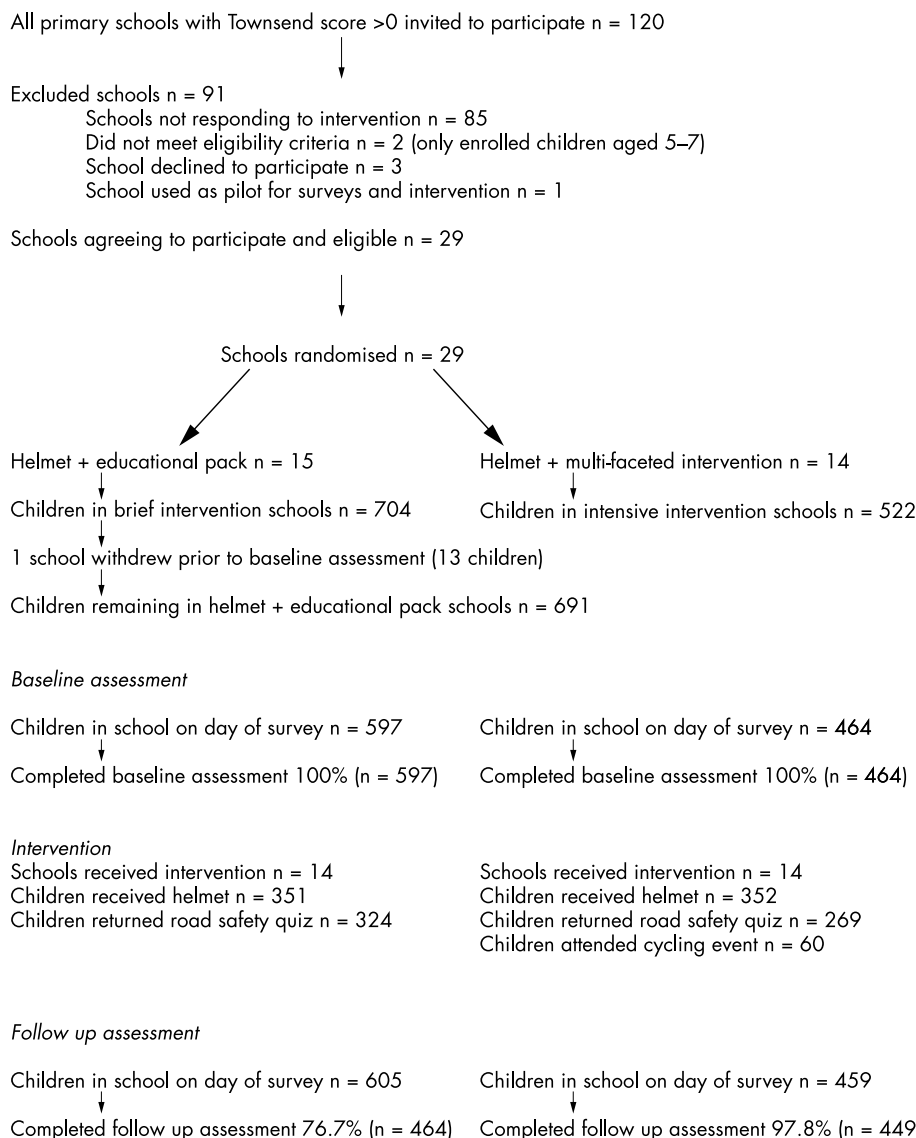 All primary schools with Townsend score >0 invited to participate n = 120
Excluded schools n = 91
Schools not responding to intervention n = 85
Did not meet eligibility criteria n = 2 (only enrolled children aged 5–7)
School declined to participate n = 3
School used as pilot for surveys and intervention n = 1
Schools agreeing to participate and eligible n = 29
Schools randomised n = 29
Helmet + educational pack n = 15
Helmet + multi-faceted intervention n = 14
Children in brief intervention schools n = 704
Children in intensive intervention schools n = 522
1 school withdrew prior to baseline assessment (13 children)
Children remaining in helmet + educational pack schools n = 691
Baseline assessment
Children in school on day of survey n = 597
Children in school on day of survey n = 464
Completed baseline assessment 100% (n = 597)
Completed baseline assessment 100% (n = 464)
Intervention
Schools received intervention n = 14
Children received helmet n = 351
Children returned road safety quiz n = 324
Schools received intervention n = 14
Children received helmet n = 352
Children returned road safety quiz n = 269
Children attended cycling event n = 60
Follow up assessment
Children in school on day of survey n = 605
Children in school on day of survey n = 459
Completed follow up assessment 76.7% (n = 464)
Completed follow up assessment 97.8% (n = 449